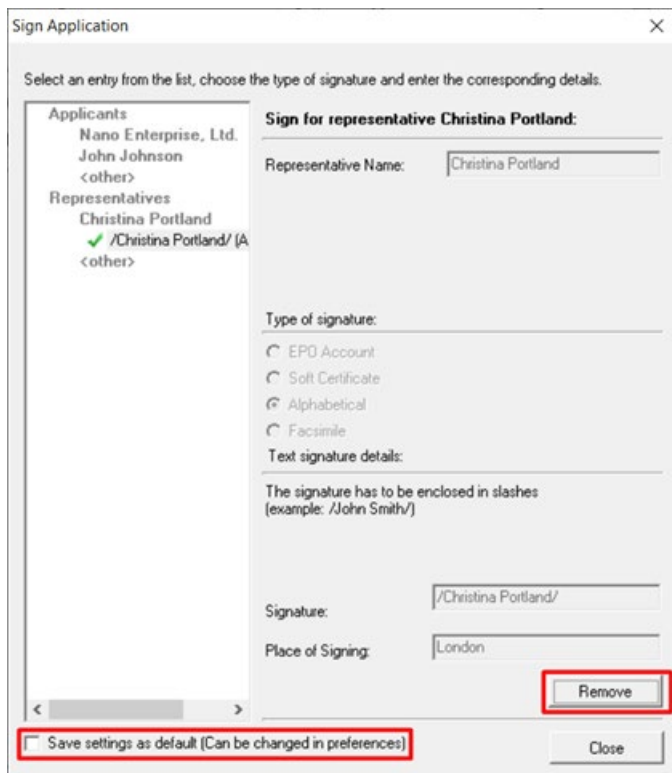 Sign Application
Select an entry from the list, choose the type of signature and enter the corresponding details.
Applicants
Nano Enterprise, Ltd.
John Johnson
<other>
Representatives
Christina Portland
/Christina Portland/ (A
<other>
Sign for representative Christina Portland:
Representative Name:
Christina Portland
Type of signature:
EPO Account
Soft Certificate
Alphabetical
Facsimile
Text signature details:
The signature has to be enclosed in slashes
(example: /John Smith/)
Signature:
/Christina Portland/
Place of Signing:
London
Remove
Save settings as default (Can be changed in preferences)
Close